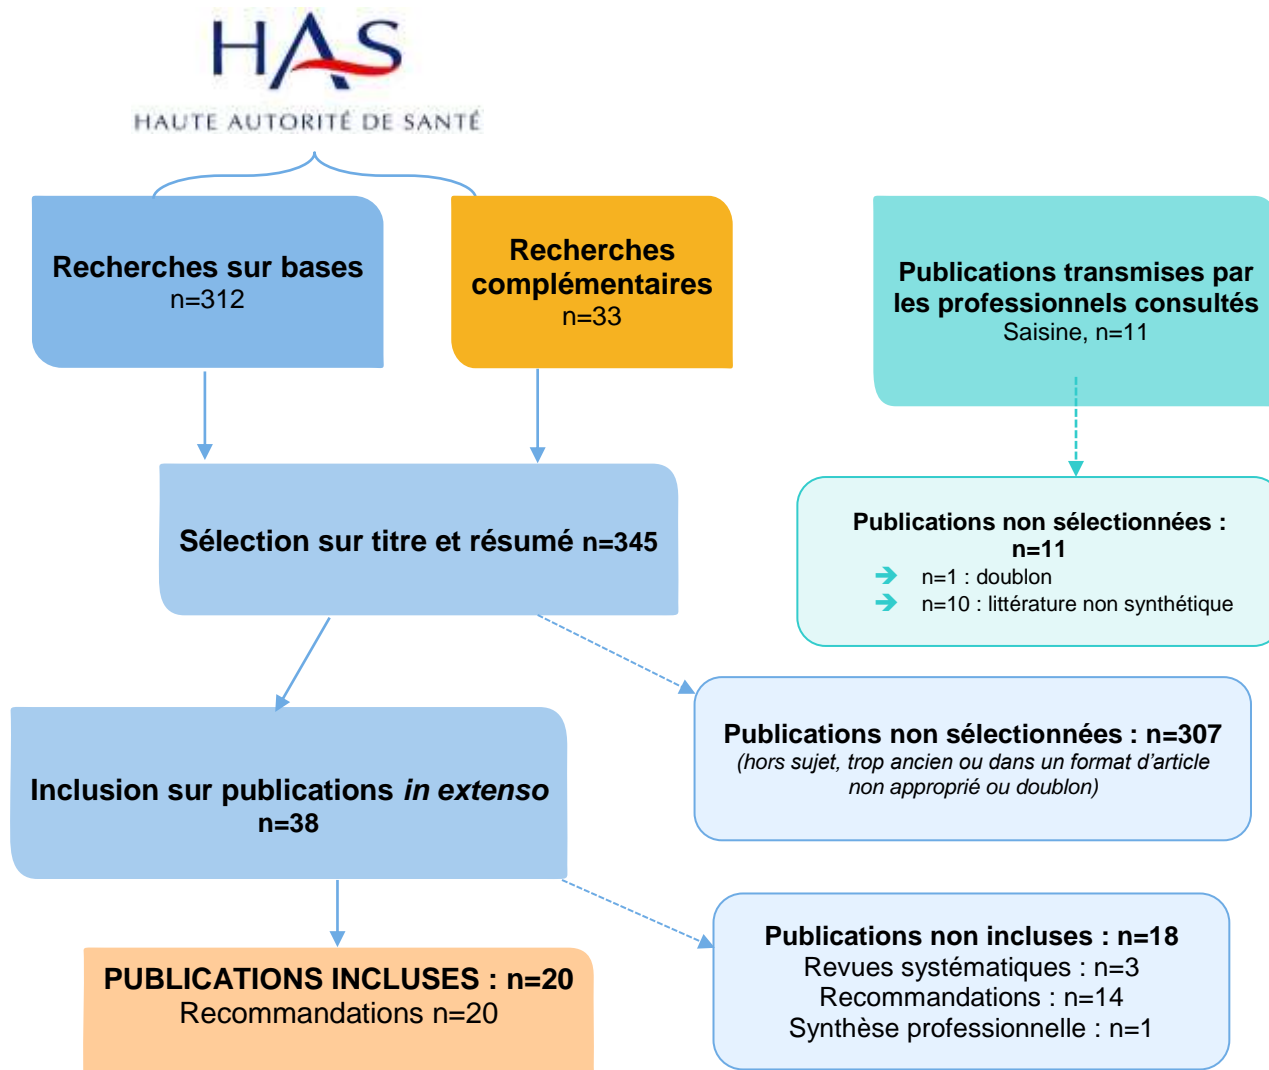 HAS
HAUTE AUTORITÉ DE SANTÉ
Recherches sur bases
n=312
Recherches
complémentaires
n=33
Publications transmises par
les professionnels consultés
Saisine, n=11
Sélection sur titre et résumé n=345
Publications non sélectionnées :
n=11
➔ n=1 : doublon
➔ n=10 : littérature non synthétique
Publications non sélectionnées : n=307
(hors sujet, trop ancien ou dans un format d'article
non approprié ou doublon)
Inclusion sur publications in extenso
n=38
Publications non incluses : n=18
Revues systématiques : n=3
Recommandations : n=14
Synthèse professionnelle : n=1
PUBLICATIONS INCLUSES : n=20
Recommandations n=20